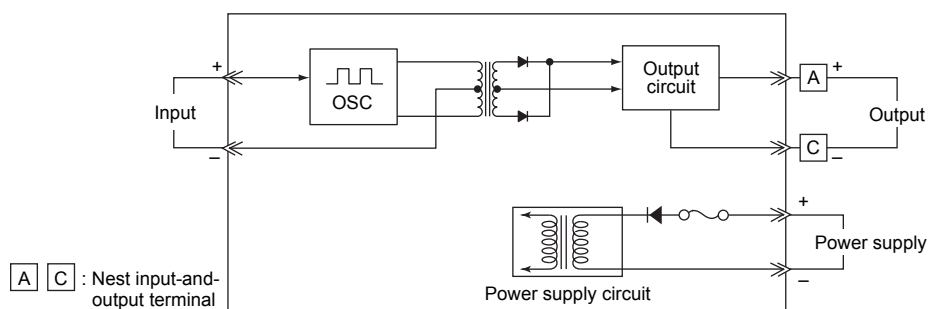 +
Input
–
OSC
Output
circuit
A
+
Output
C
–
+
Power supply
–
Power supply circuit
A C : Nest input-and-
output terminal